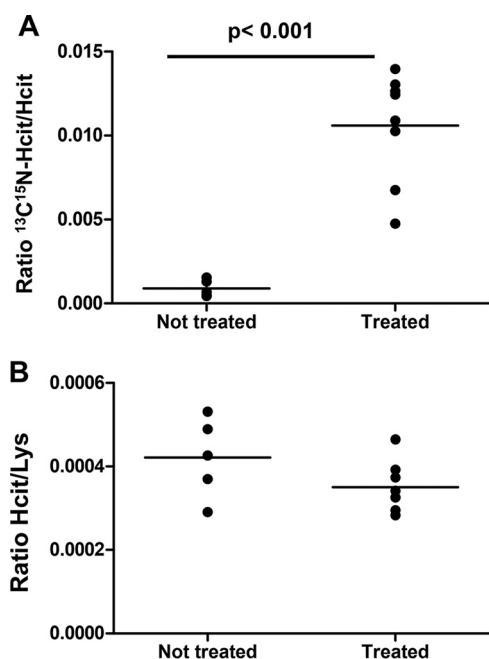 A
p< 0.001
Ratio ¹³C¹⁵N-Hcit/Hcit
0.015
0.010
0.005
0.000
Not treated
Treated
B
Ratio Hcit/Lys
0.0006
0.0004
0.0002
0.0000
Not treated
Treated